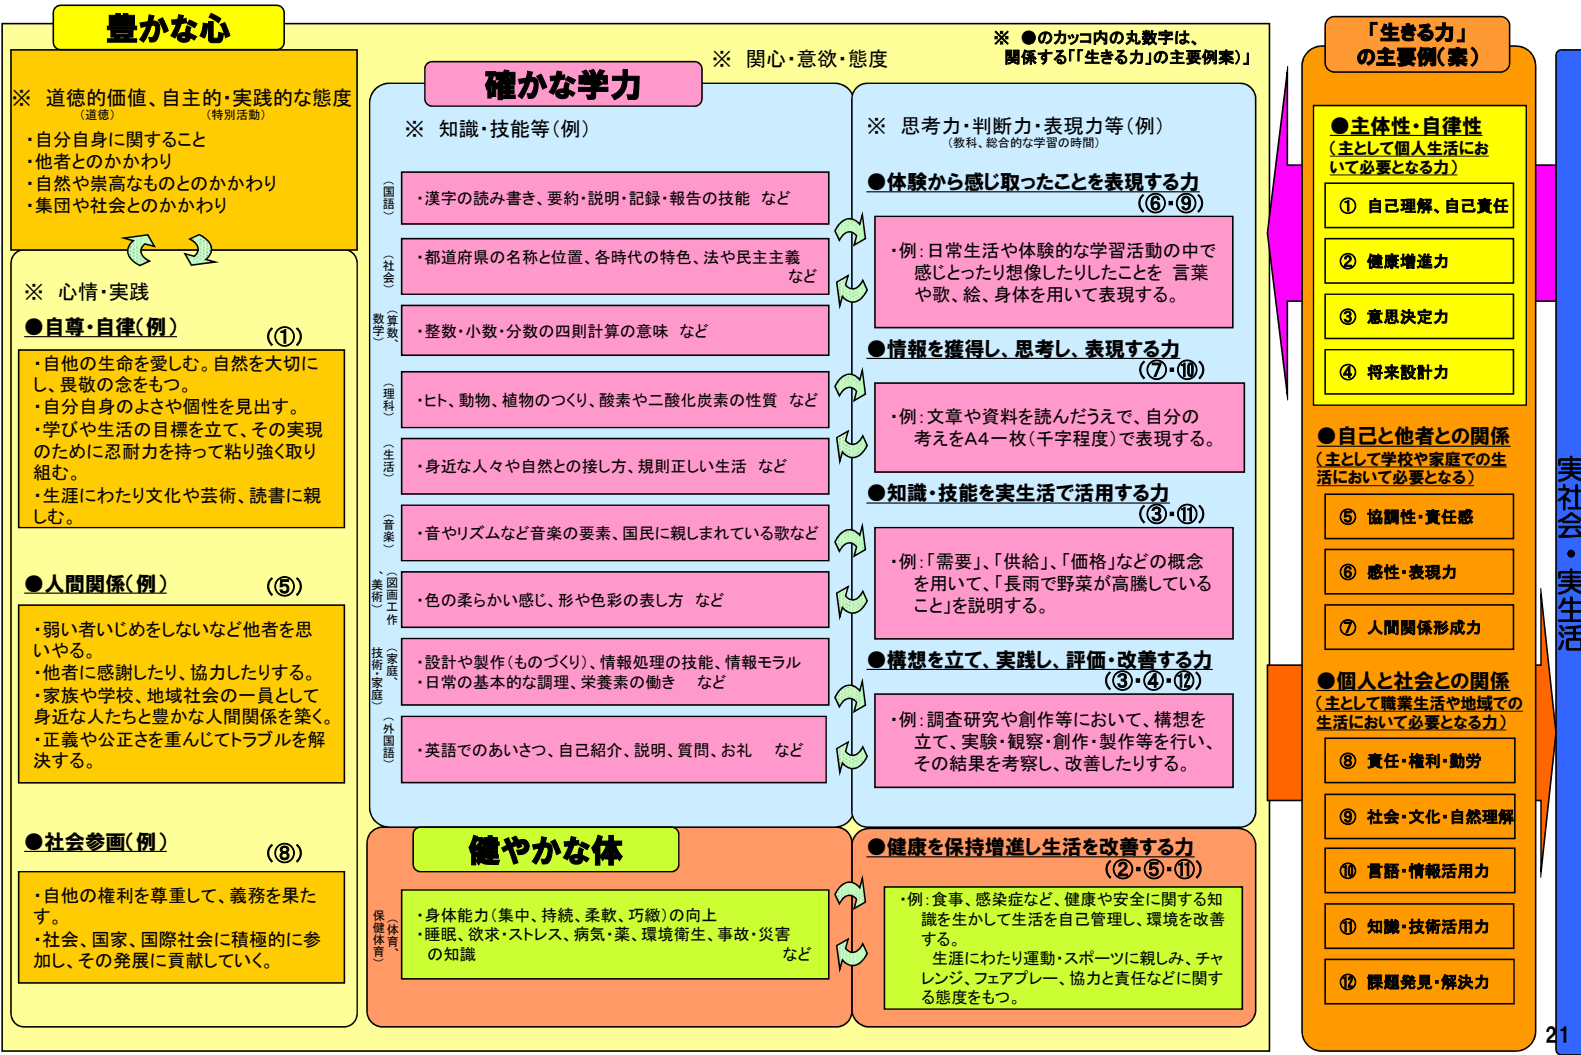 豊かな心
※ 道徳的価値、自主的・実践的な態度
（道徳）
（特別活動）
・自分自身に関すること
・他者とのかかわり
・自然や崇高なものとのかかわり
・集団や社会とのかかわり
※ 心情・実践
●自尊・自律（例）
（①）
・自他の生命を愛しむ。自然を大切に
し、畏敬の念をもつ。
・自分自身のよさや個性を見出す。
・学びや生活の目標を立て、その実現
のために忍耐力を持って粘り強く取り
組む。
・生涯にわたり文化や芸術、読書に親
しむ。
●人間関係（例）
（⑤）
・弱い者いじめをしないなど他者を思
いやる。
・他者に感謝したり、協力したりする。
・家族や学校、地域社会の一員として
身近な人たちと豊かな人間関係を築く。
・正義や公正さを重んじてトラブルを解
決する。
●社会参画（例）
（⑧）
・自他の権利を尊重して、義務を果た
す。
・社会、国家、国際社会に積極的に参
加し、その発展に貢献していく。
※ 関心・意欲・態度
※ ●のカッコ内の丸数字は、
関係する「「生きる力」の主要例案）」
確かな学力
※ 知識・技能等（例）
（国語）
・漢字の読み書き、要約・説明・記録・報告の技能 など
（社会）
・都道府県の名称と位置、各時代の特色、法や民主主義
など
（算数、
数学）
・整数・小数・分数の四則計算の意味 など
（理科）
・ヒト、動物、植物のつくり、酸素や二酸化炭素の性質 など
（生活）
・身近な人々や自然との接し方、規則正しい生活 など
（音楽）
・音やリズムなど音楽の要素、国民に親しまれている歌など
（図画工作
、美術）
・色の柔らかい感じ、形や色彩の表し方 など
（家庭、
技術・家庭）
・設計や製作（ものづくり）、情報処理の技能、情報モラル
・日常の基本的な調理、栄養素の働き など
（外国語）
・英語でのあいさつ、自己紹介、説明、質問、お礼 など
※ 思考力・判断力・表現力等（例）
（教科、総合的な学習の時間）
●体験から感じ取ったことを表現する力
（⑥・⑨）
・例：日常生活や体験的な学習活動の中で
感じとったり想像したりしたことを 言葉
や歌、絵、身体を用いて表現する。
●情報を獲得し、思考し、表現する力
（⑦・⑩）
・例：文章や資料を読んだうえで、自分の
考えをA4一枚（千字程度）で表現する。
●知識・技能を実生活で活用する力
（③・⑪）
・例：「需要」、「供給」、「価格」などの概念
を用いて、「長雨で野菜が高騰している
こと」を説明する。
●構想を立て、実践し、評価・改善する力
（③・④・⑫）
・例：調査研究や創作等において、構想を
立て、実験・観察・創作・製作等を行い、
その結果を考察し、改善したりする。
健やかな体
（体育、
保健体育）
・身体能力（集中、持続、柔軟、巧緻）の向上
・睡眠、欲求・ストレス、病気・薬、環境衛生、事故・災害
の知識 など
●健康を保持増進し生活を改善する力
（②・⑤・⑪）
・例：食事、感染症など、健康や安全に関する知
識を生かして生活を自己管理し、環境を改善
する。
生涯にわたり運動・スポーツに親しみ、チャ
レンジ、フェアプレー、協力と責任などに関す
る態度をもつ。
「生きる力」
の主要例（案）
●主体性・自律性
（主として個人生活にお
いて必要となる力）
① 自己理解、自己責任
② 健康増進力
③ 意思決定力
④ 将来設計力
●自己と他者との関係
（主として学校や家庭での生
活において必要となる）
⑤ 協調性・責任感
⑥ 感性・表現力
⑦ 人間関係形成力
●個人と社会との関係
（主として職業生活や地域での
生活において必要となる力）
⑧ 責任・権利・勤労
⑨ 社会・文化・自然理解
⑩ 言語・情報活用力
⑪ 知識・技術活用力
⑫ 課題発見・解決力
実社会・実生活
21